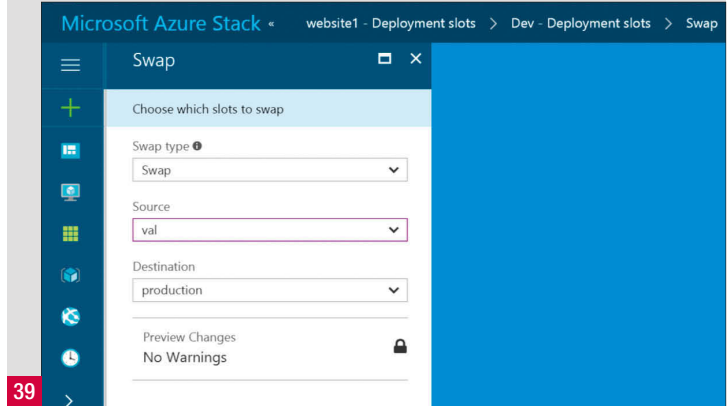 Microsoft Azure Stack « website1 - Deployment slots > Dev - Deployment slots > Swap
Swap
Choose which slots to swap
Swap type
Swap
Source
val
Destination
production
Preview Changes
No Warnings
39